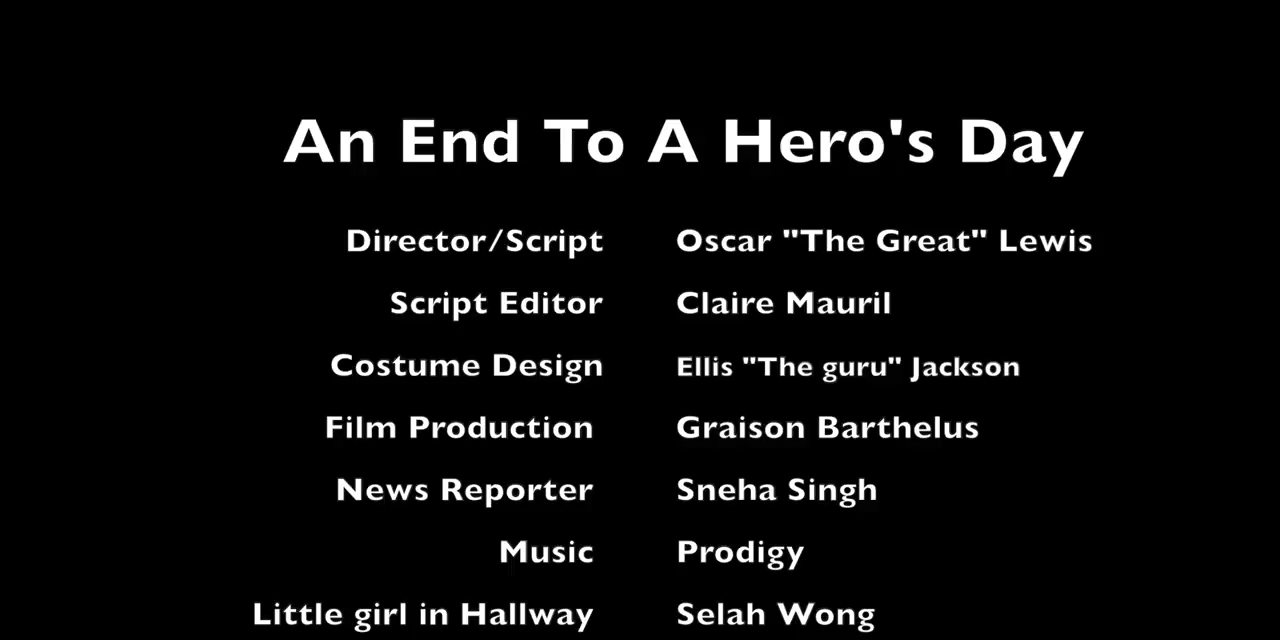 An End To A Hero's Day
Director/Script Oscar "The Great" Lewis
Script Editor Claire Mauril
Costume Design Ellis "The guru" Jackson
Film Production Graison Barthelus
News Reporter Sneha Singh
Music Prodigy
Little girl in Hallway Selah Wong